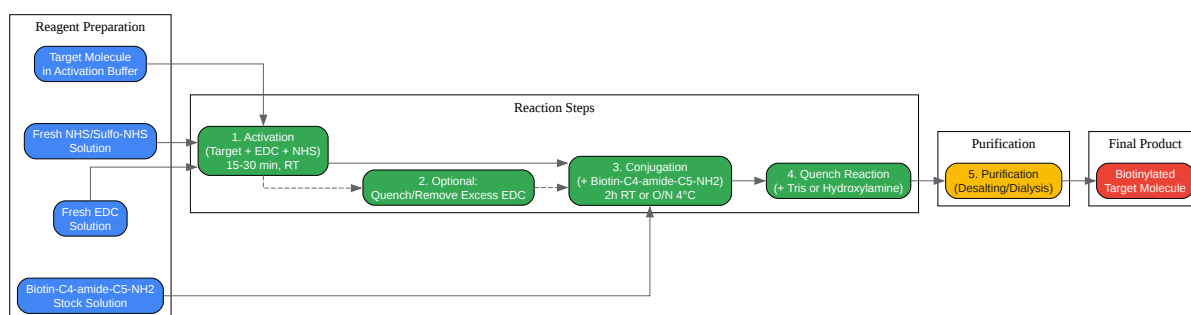 Reagent Preparation
Target Molecule
in Activation Buffer
Fresh NHS/Sulfo-NHS
Solution
Fresh EDC
Solution
Biotin-C4-amide-C5-NH2
Stock Solution
Reaction Steps
1. Activation
(Target + EDC + NHS)
15-30 min, RT
2. Optional:
Quench/Remove Excess EDC
3. Conjugation
(+ Biotin-C4-amide-C5-NH2)
2h RT or O/N 4°C
4. Quench Reaction
(+ Tris or Hydroxylamine)
Purification
5. Purification
(Desalting/Dialysis)
Final Product
Biotinylated
Target Molecule